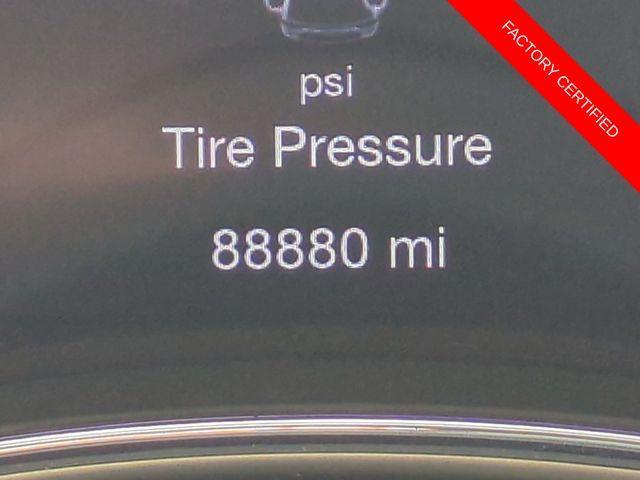 FACTORY CERTIFIED
psi
Tire Pressure
88880 mi